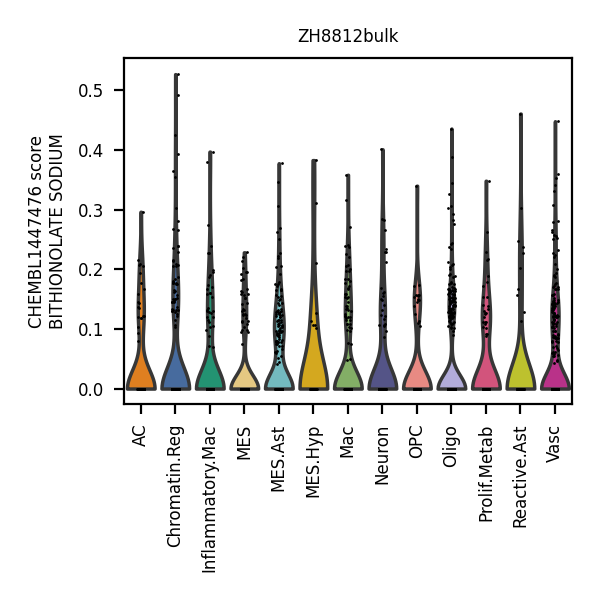 ZH8812bulk
CHEMBL1447476 score
BITHIONOLATE SODIUM
0.5
0.4
0.3
0.2
0.1
0.0
AC
Chromatin.Reg
Inflammatory.Mac
MES
MES.Ast
MES.Hyp
Mac
Neuron
OPC
Oligo
Prolif.Metab
Reactive.Ast
Vasc